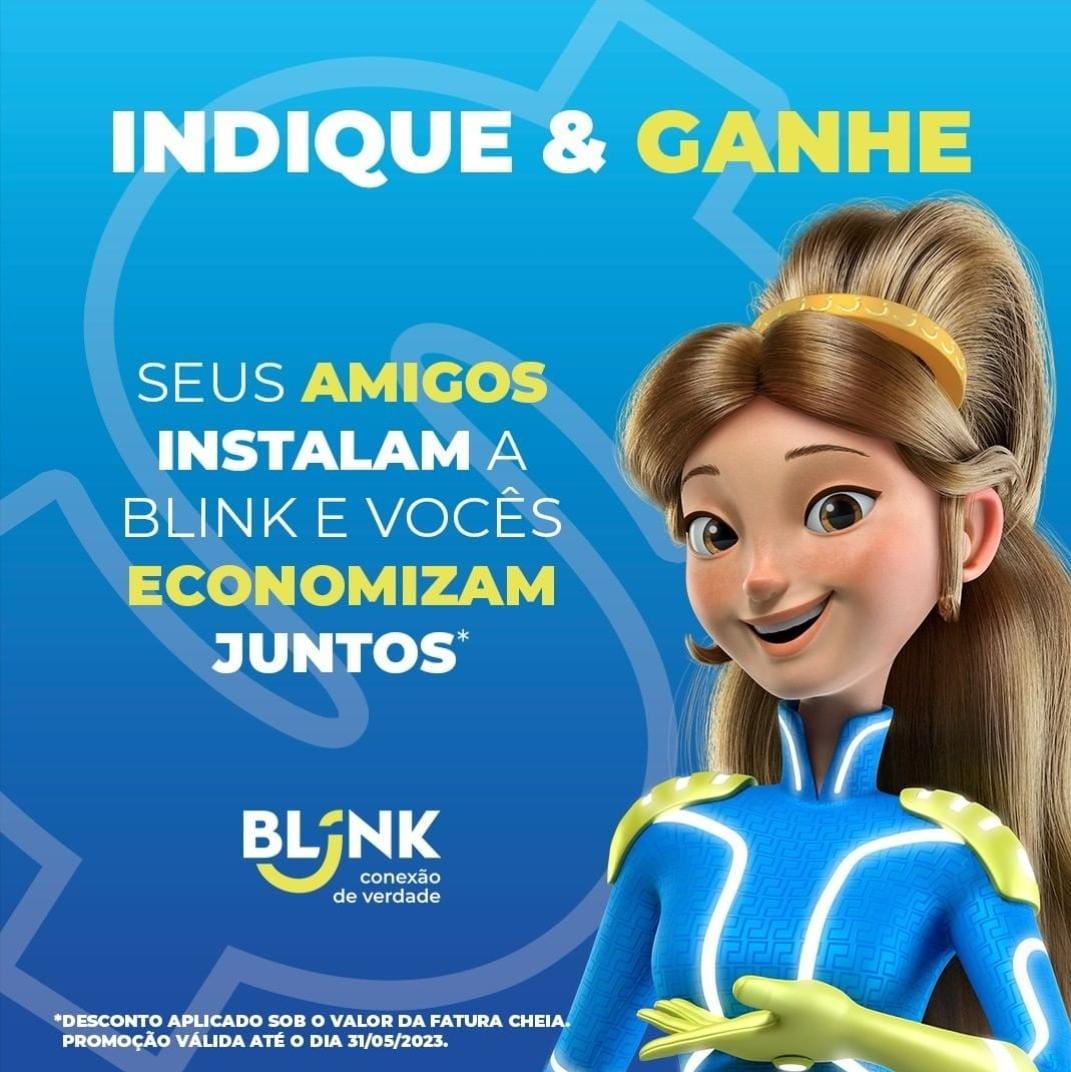 INDIQUE & GANHE
SEUS AMIGOS
INSTALAM A
BLINK E VOCÊS
ECONOMIZAM
JUNTOS*
BLINK
conexão
de verdade
*DESCONTO APLICADO SOB O VALOR DA FATURA CHEIA.
PROMOÇÃO VÁLIDA ATÉ O DIA 31/05/2023.